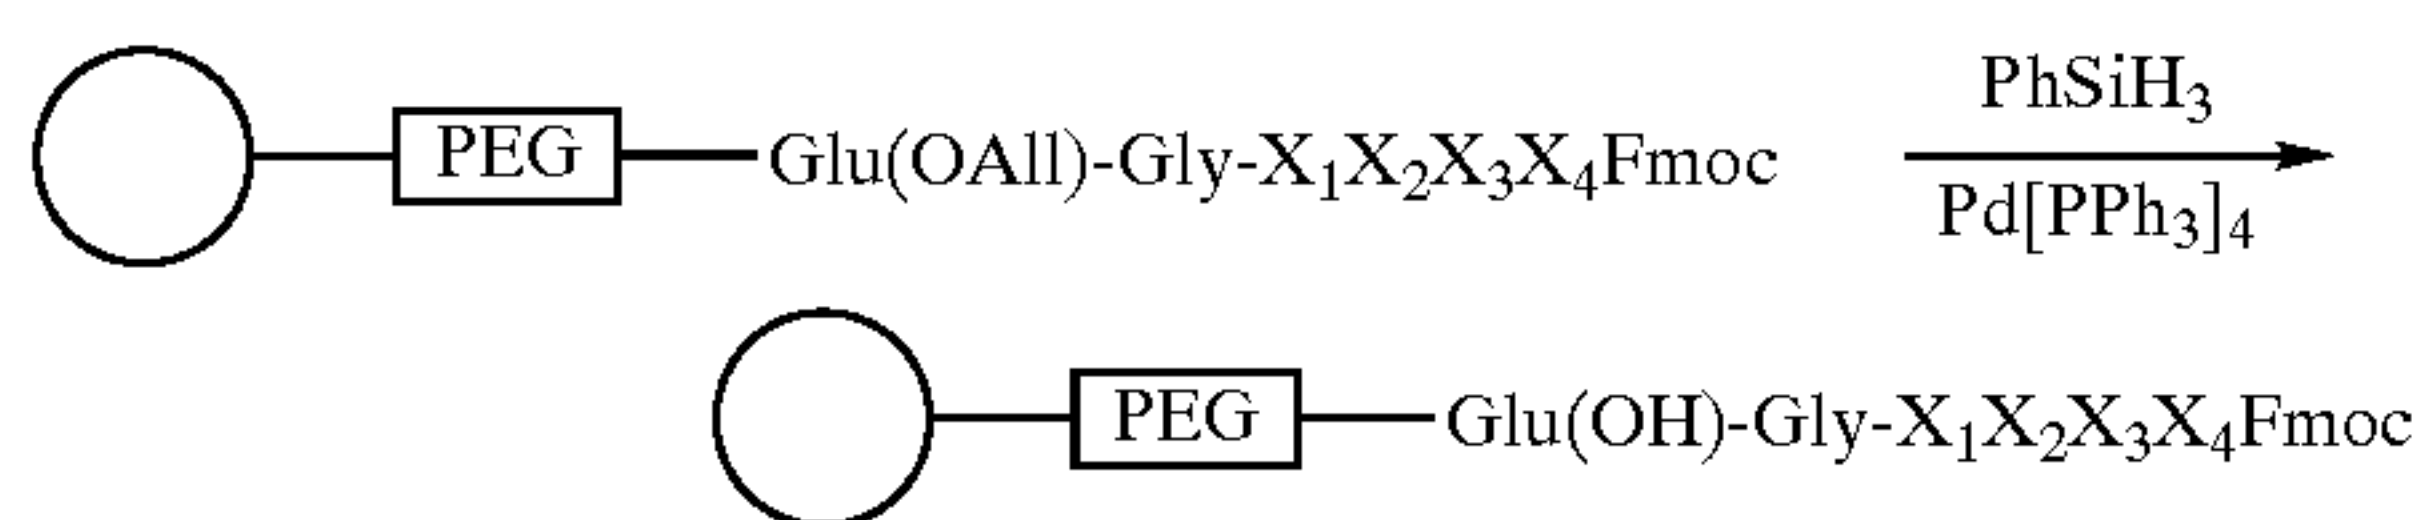 PEG Glu(OAll)-Gly-X₁X₂X₃X₄Fmoc
PhSiH₃
Pd[PPh₃]₄
PEG Glu(OH)-Gly-X₁X₂X₃X₄Fmoc